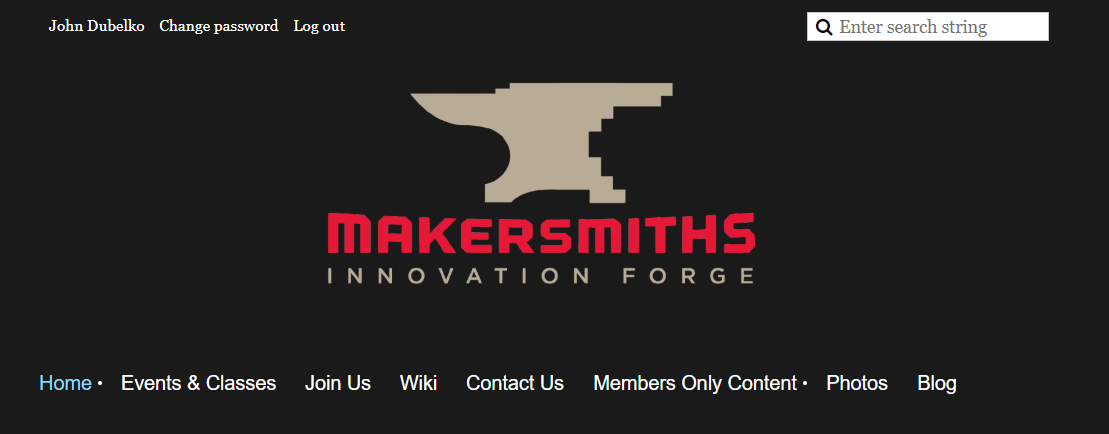 John Dubelko Change password Log out Enter search string
MAKERSMITHS
INNOVATION FORGE
Home • Events & Classes Join Us Wiki Contact Us Members Only Content • Photos Blog